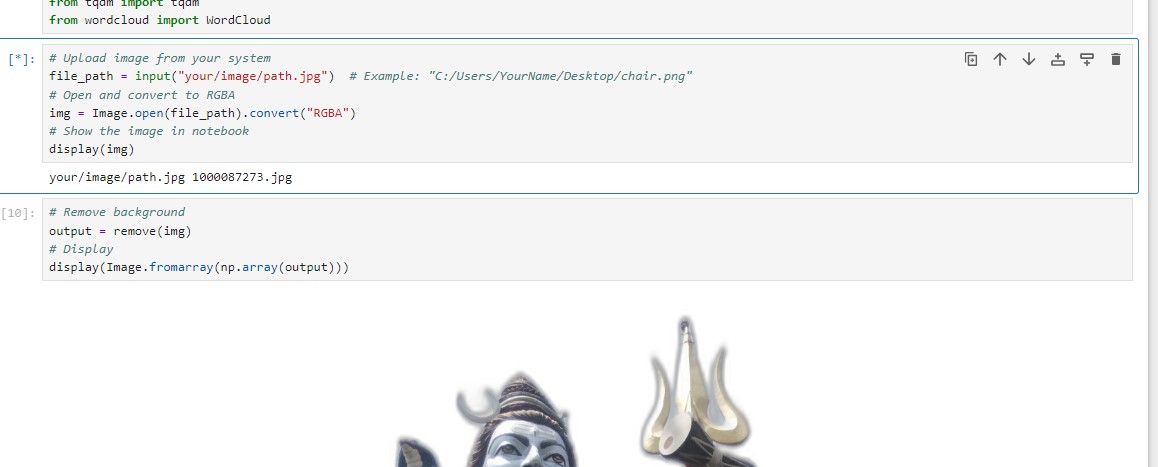 from tqdm import tqdm
from wordcloud import WordCloud
[*]:
# Upload image from your system
file_path = input("your/image/path.jpg")  # Example: "C:/Users/YourName/Desktop/chair.png"
# Open and convert to RGBA
img = Image.open(file_path).convert("RGBA")
# Show the image in notebook
display(img)
your/image/path.jpg 1000087273.jpg
[10]:
# Remove background
output = remove(img)
# Display
display(Image.fromarray(np.array(output)))